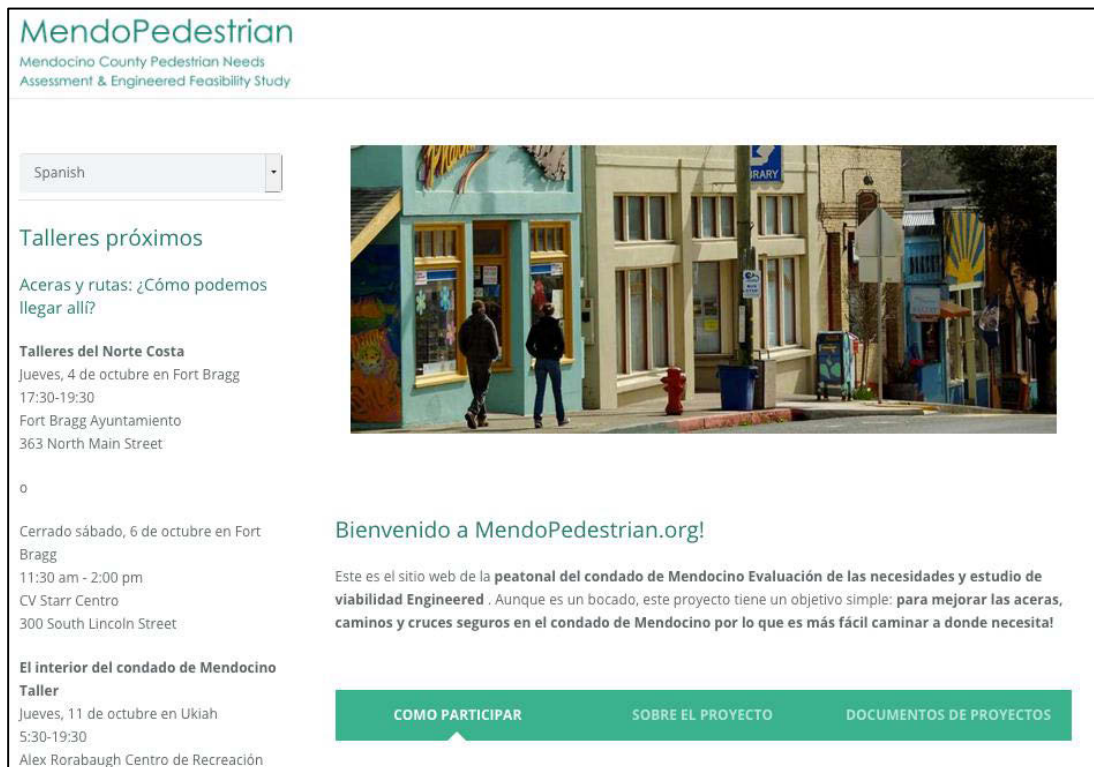 MendoPedestrian
Mendocino County Pedestrian Needs
Assessment & Engineered Feasibility Study
Spanish
Talleres próximos
Aceras y rutas: ¿Cómo podemos
llegar allí?
Talleres del Norte Costa
Jueves, 4 de octubre en Fort Bragg
17:30-19:30
Fort Bragg Ayuntamiento
363 North Main Street
o
Cerrado sábado, 6 de octubre en Fort
Bragg
11:30 am - 2:00 pm
CV Starr Centro
300 South Lincoln Street
El interior del condado de Mendocino
Taller
Jueves, 11 de octubre en Ukiah
5:30-19:30
Alex Rorabaugh Centro de Recreación
Bienvenido a MendoPedestrian.org!
Este es el sitio web de la peatonal del condado de Mendocino Evaluación de las necesidades y estudio de
viabilidad Engineered . Aunque es un bocado, este proyecto tiene un objetivo simple: para mejorar las aceras,
caminos y cruces seguros en el condado de Mendocino por lo que es más fácil caminar a donde necesita!
COMO PARTICIPAR
SOBRE EL PROYECTO
DOCUMENTOS DE PROYECTOS